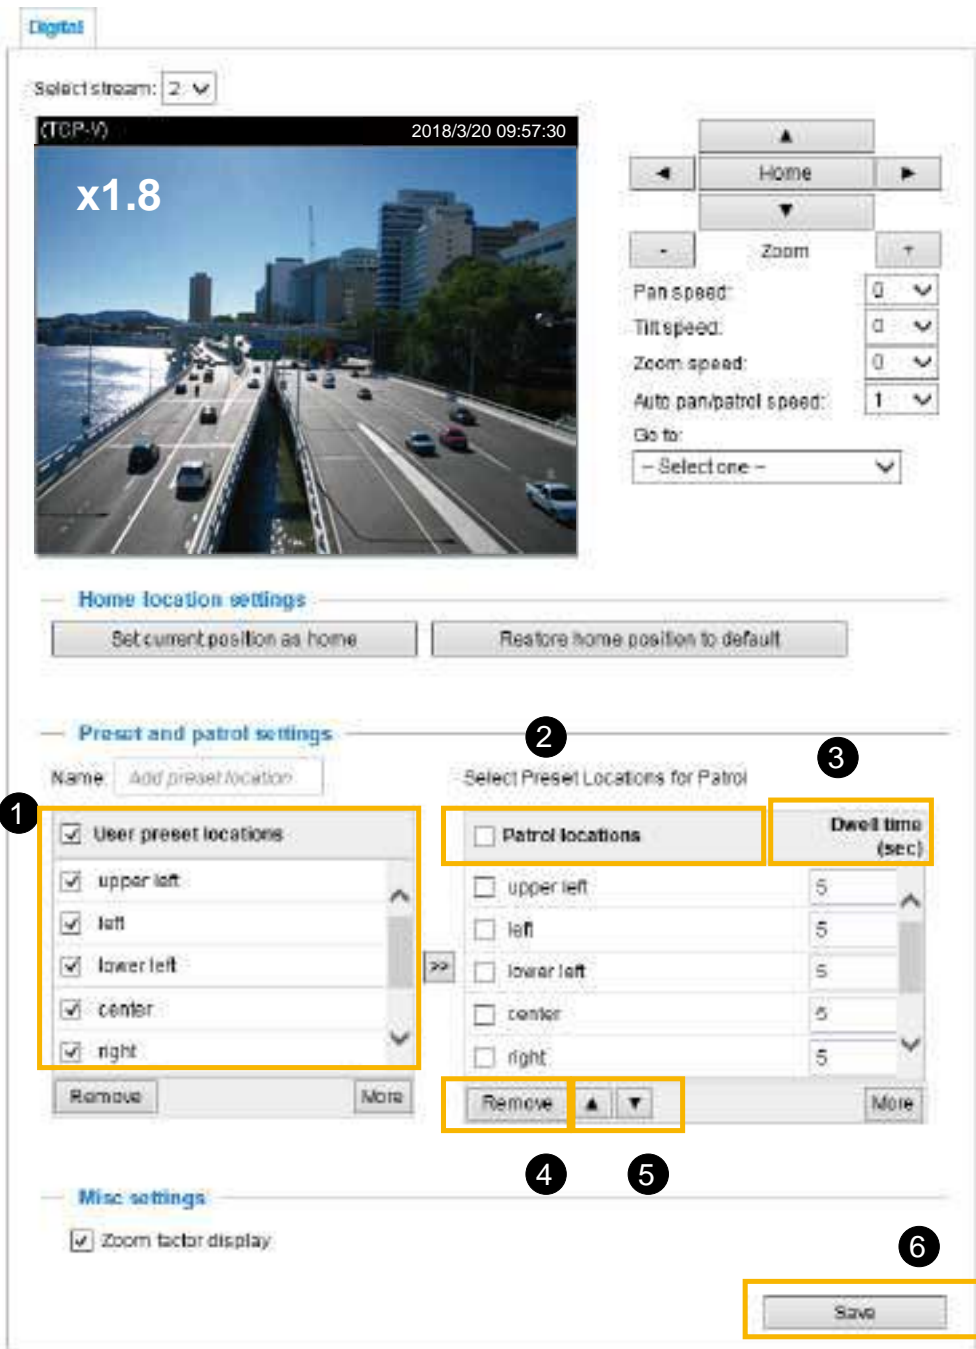 Digital
Select stream: 2
(TCP-V) 2018/3/20 09:57:30
x1.8
▲
◄ Home ►
▼
- Zoom +
Pan speed: 0
Tilt speed: 0
Zoom speed: 0
Auto pan/patrol speed: 1
Go to:
-- Select one --
Home location settings
Set current position as home Restore home position to default
Preset and patrol settings
2
3
Name: Add preset location Select Preset Locations for Patrol
1
User preset locations Patrol locations Dwell time (sec)
upper left upper left 5
left left 5
lower left >> lower left 5
center center 5
right right 5
Remove More Remove ▲ ▼ More
4 5
Misc settings
Zoom factor display
6
Save